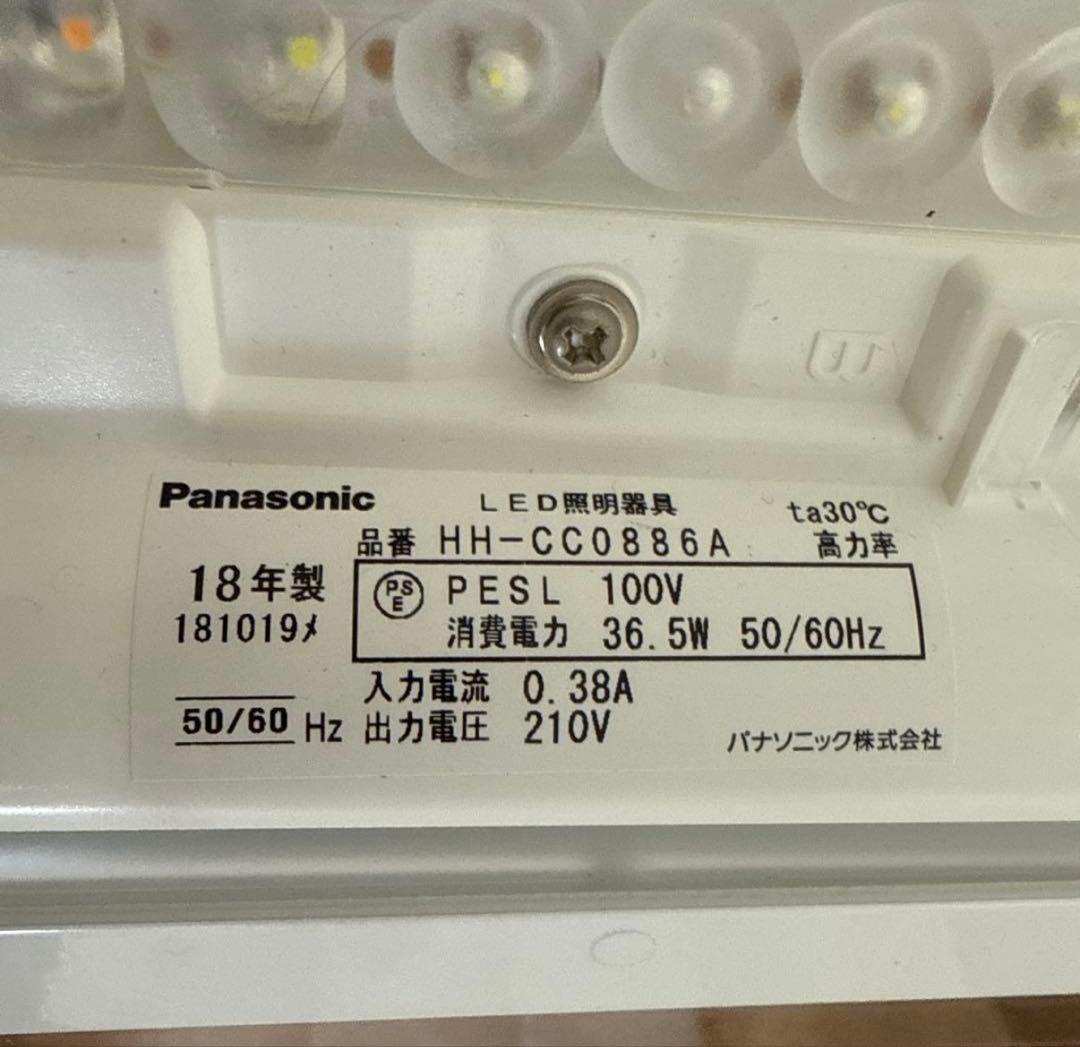 Panasonic
LED照明器具
ta30℃
品番 HH-CC0886A
高力率
18年製
181019メ
PSE
PESL 100V
消費電力 36.5W 50/60Hz
入力電流 0.38A
50/60 Hz
出力電圧 210V
パナソニック株式会社